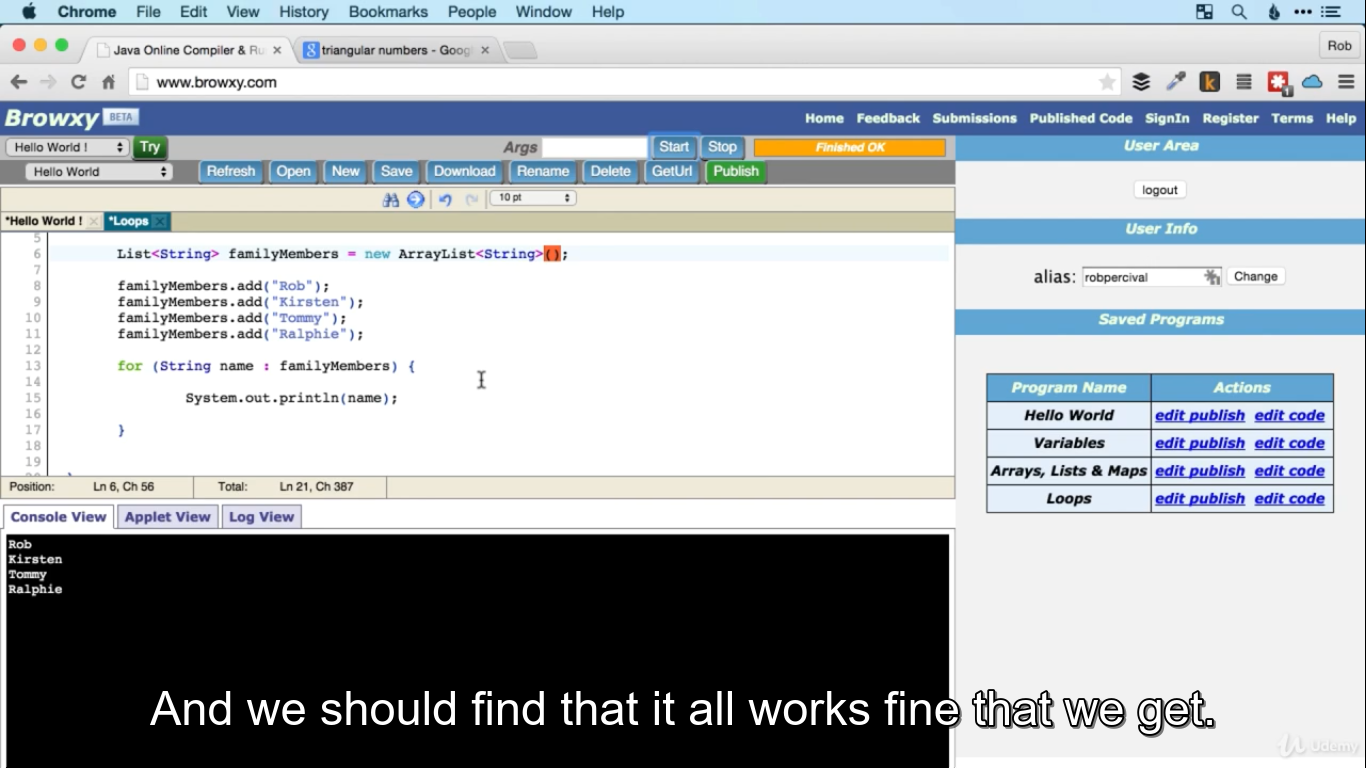 Chrome File Edit View History Bookmarks People Window Help
Java Online Compiler & Ru
triangular numbers - Goog
Rob
www.browxy.com
Browxy BETA
Home Feedback Submissions Published Code SignIn Register Terms Help
Hello World ! Try Args Start Stop Finished OK
Hello World Refresh Open New Save Download Rename Delete GetUrl Publish
10 pt
*Hello World ! *Loops
5
6 List<String> familyMembers = new ArrayList<String>();
7
8 familyMembers.add("Rob");
9 familyMembers.add("Kirsten");
10 familyMembers.add("Tommy");
11 familyMembers.add("Ralphie");
12
13 for (String name : familyMembers) {
14
15 System.out.println(name);
16
17 }
18
19
Position: Ln 6, Ch 56 Total: Ln 21, Ch 387
Console View Applet View Log View
Rob
Kirsten
Tommy
Ralphie
User Area
logout
User Info
alias: robpercival Change
Saved Programs
Program Name Actions
Hello World edit publish edit code
Variables edit publish edit code
Arrays, Lists & Maps edit publish edit code
Loops edit publish edit code
And we should find that it all works fine that we get.
Udemy